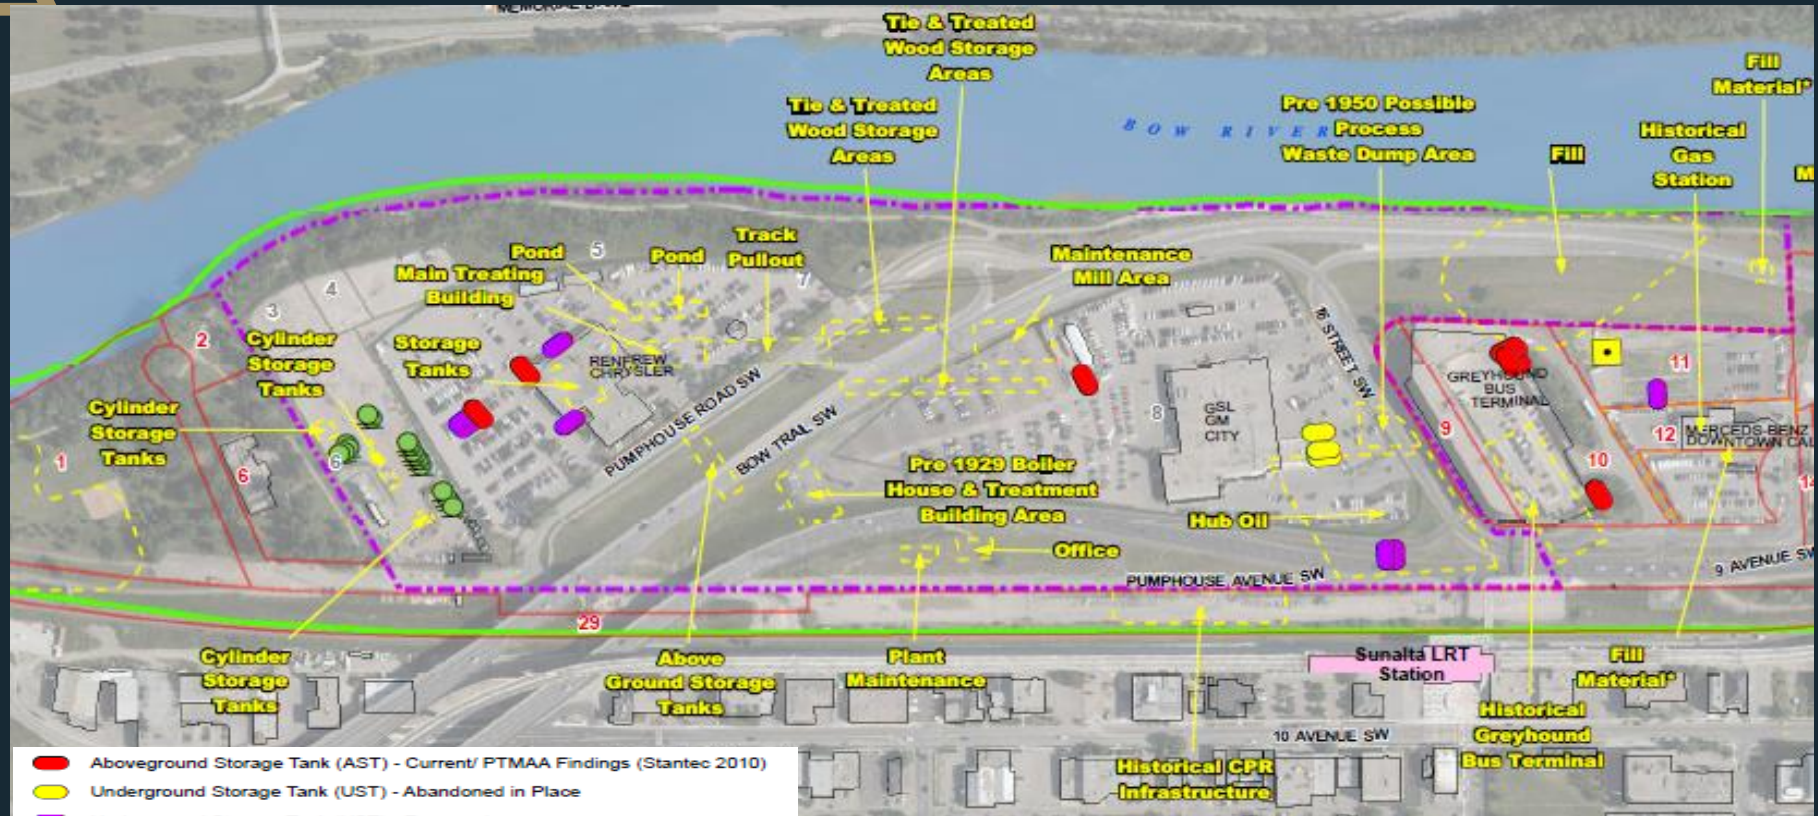 MEMORIAL DRIVE
Tie & Treated
Wood Storage
Areas
Tie & Treated
Wood Storage
Areas
BOW RIVER
Pre 1950 Possible
Process
Waste Dump Area
Fill
Historical
Gas
Station
Fill
Material*
M
Pond
5
Pond
Track
Pullout
7
Main Treating
Building
Maintenance
Mill Area
4
3
2
Cylinder
Storage
Tanks
Storage
Tanks
RENFREW
CHRYSLER
16 STREET SW
GREYHOUND
BUS
TERMINAL
11
Cylinder
Storage
Tanks
PUMPHOUSE ROAD SW
BOW TRAIL SW
8
GSL
GM
CITY
9
12
MERCEDS-BENZ
DOWNTOWN CAL
1
6
6
10
14
Pre 1929 Boiler
House & Treatment
Building Area
Hub Oil
Office
PUMPHOUSE AVENUE SW
9 AVENUE SW
29
Cylinder
Storage
Tanks
Above
Ground Storage
Tanks
Plant
Maintenance
Sunalta LRT
Station
Fill
Material*
Historical
Greyhound
Bus Terminal
10 AVENUE SW
Historical CPR
Infrastructure
Aboveground Storage Tank (AST) - Current/ PTMAA Findings (Stantec 2010)
Underground Storage Tank (UST) - Abandoned in Place